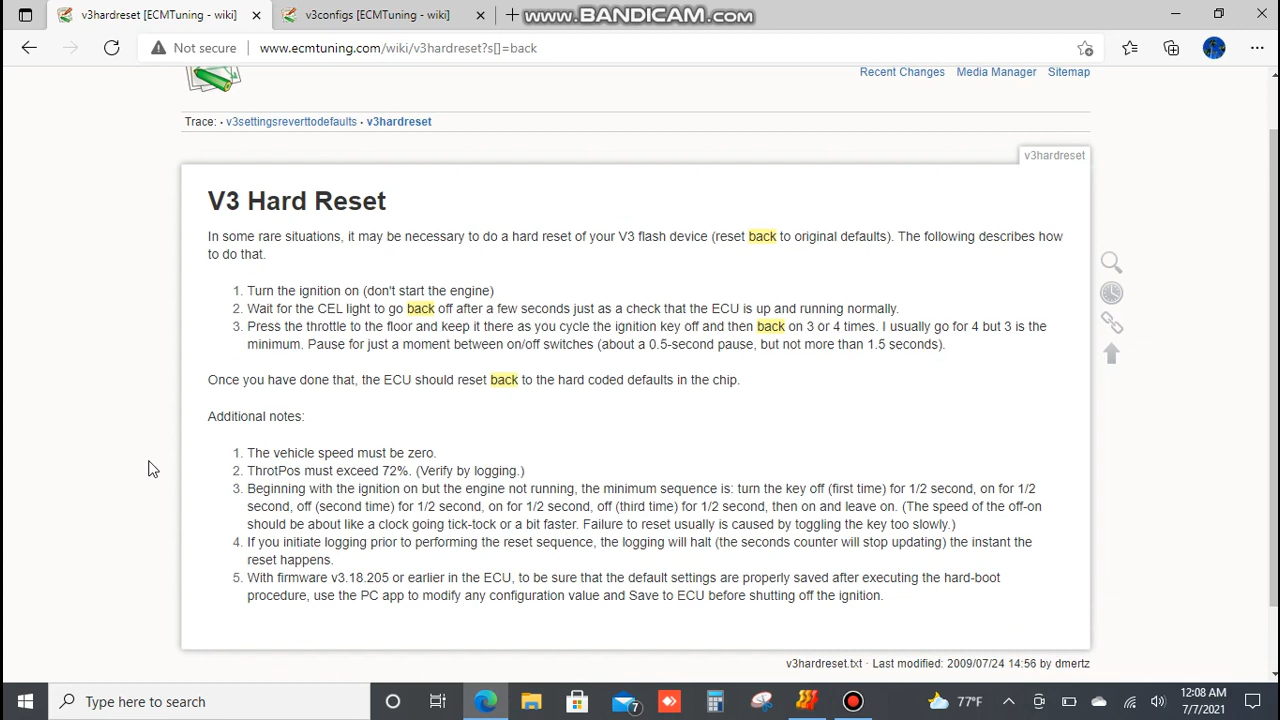 v3hardreset [ECMTuning - wiki]
v3configs [ECMTuning - wiki]
www.BANDICAM.com
Not secure
www.ecmtuning.com/wiki/v3hardreset?s[]=back
Recent Changes Media Manager Sitemap
Trace: • v3settingsreverttodefaults • v3hardreset
v3hardreset
V3 Hard Reset
In some rare situations, it may be necessary to do a hard reset of your V3 flash device (reset back to original defaults). The following describes how
to do that.
1. Turn the ignition on (don't start the engine)
2. Wait for the CEL light to go back off after a few seconds just as a check that the ECU is up and running normally.
3. Press the throttle to the floor and keep it there as you cycle the ignition key off and then back on 3 or 4 times. I usually go for 4 but 3 is the
minimum. Pause for just a moment between on/off switches (about a 0.5-second pause, but not more than 1.5 seconds).
Once you have done that, the ECU should reset back to the hard coded defaults in the chip.
Additional notes:
1. The vehicle speed must be zero.
2. ThrotPos must exceed 72%. (Verify by logging.)
3. Beginning with the ignition on but the engine not running, the minimum sequence is: turn the key off (first time) for 1/2 second, on for 1/2
second, off (second time) for 1/2 second, on for 1/2 second, off (third time) for 1/2 second, then on and leave on. (The speed of the off-on
should be about like a clock going tick-tock or a bit faster. Failure to reset usually is caused by toggling the key too slowly.)
4. If you initiate logging prior to performing the reset sequence, the logging will halt (the seconds counter will stop updating) the instant the
reset happens.
5. With firmware v3.18.205 or earlier in the ECU, to be sure that the default settings are properly saved after executing the hard-boot
procedure, use the PC app to modify any configuration value and Save to ECU before shutting off the ignition.
v3hardreset.txt · Last modified: 2009/07/24 14:56 by dmertz
Type here to search
7
77°F
12:08 AM
7/7/2021